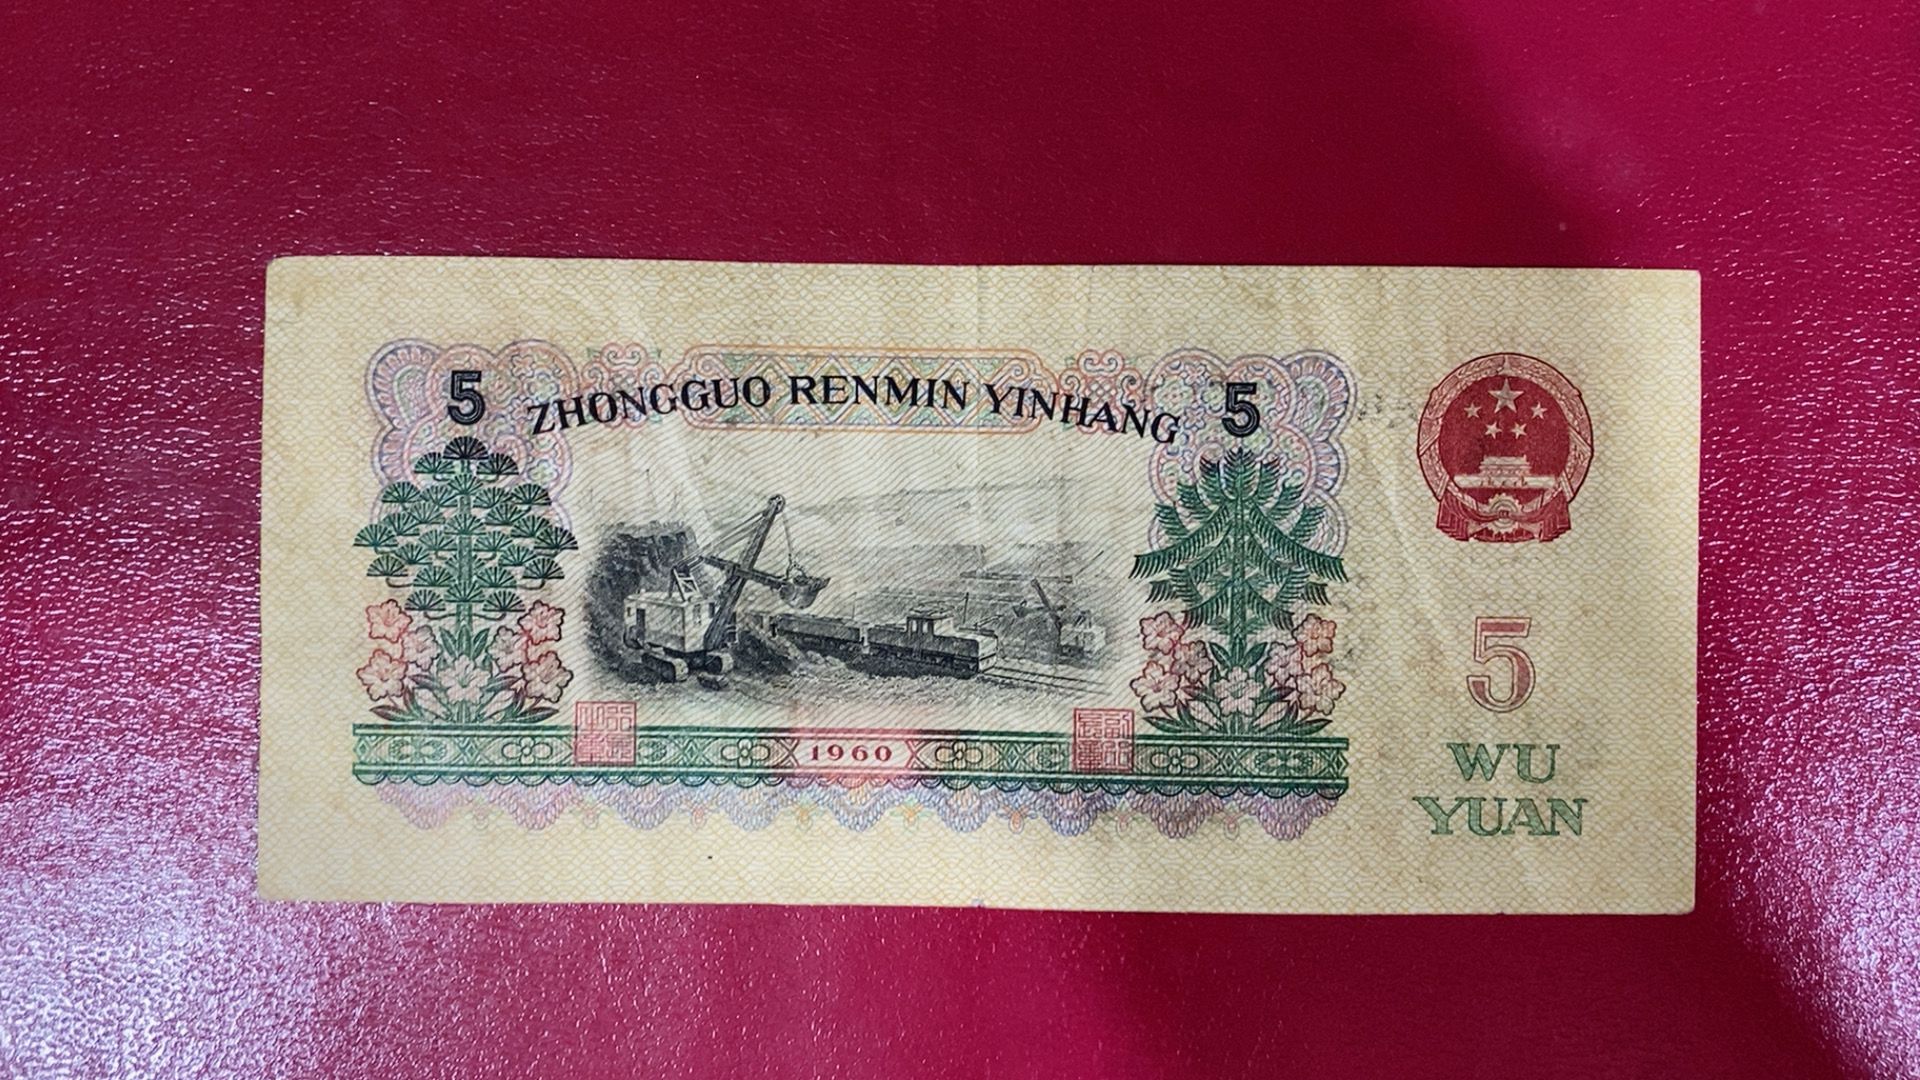 5 ZHONGGUO RENMIN YINHANG 5
1960
5
WU
YUAN